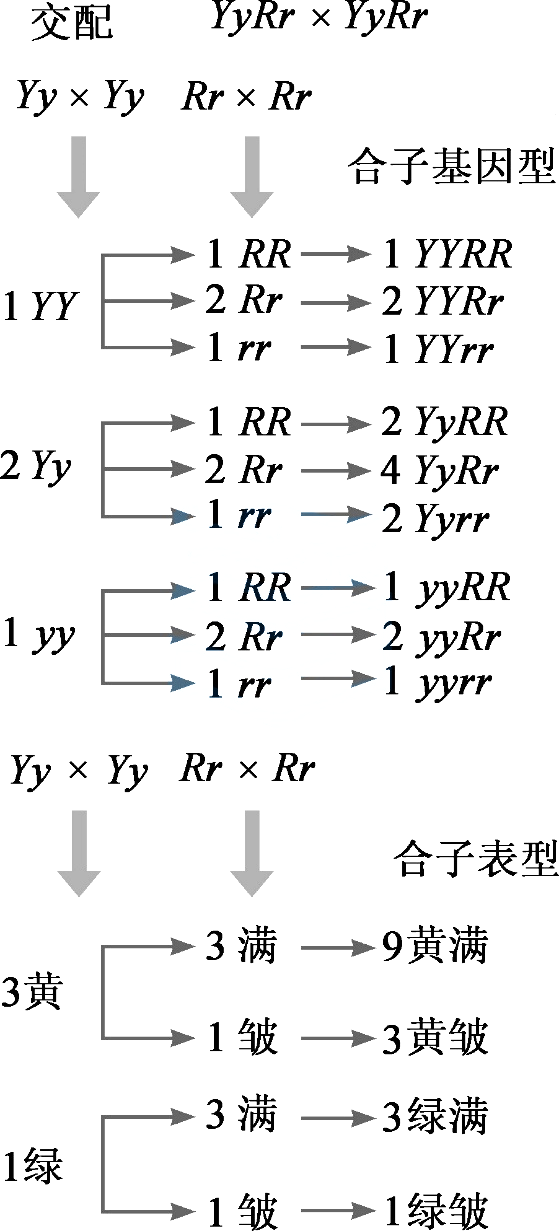 交配 YyRr × YyRr
Yy × Yy Rr × Rr
合子基因型
1 RR 1 YYRR
1 YY 2 Rr 2 YYRr
1 rr 1 YYrr
1 RR 2 YyRR
2 Yy 2 Rr 4 YyRr
1 rr 2 Yyrr
1 RR 1 yyRR
1 yy 2 Rr 2 yyRr
1 rr 1 yyrr
Yy × Yy Rr × Rr
合子表型
3 满 9黄满
3黄
1 皱 3黄皱
3 满 3绿满
1绿
1 皱 1绿皱